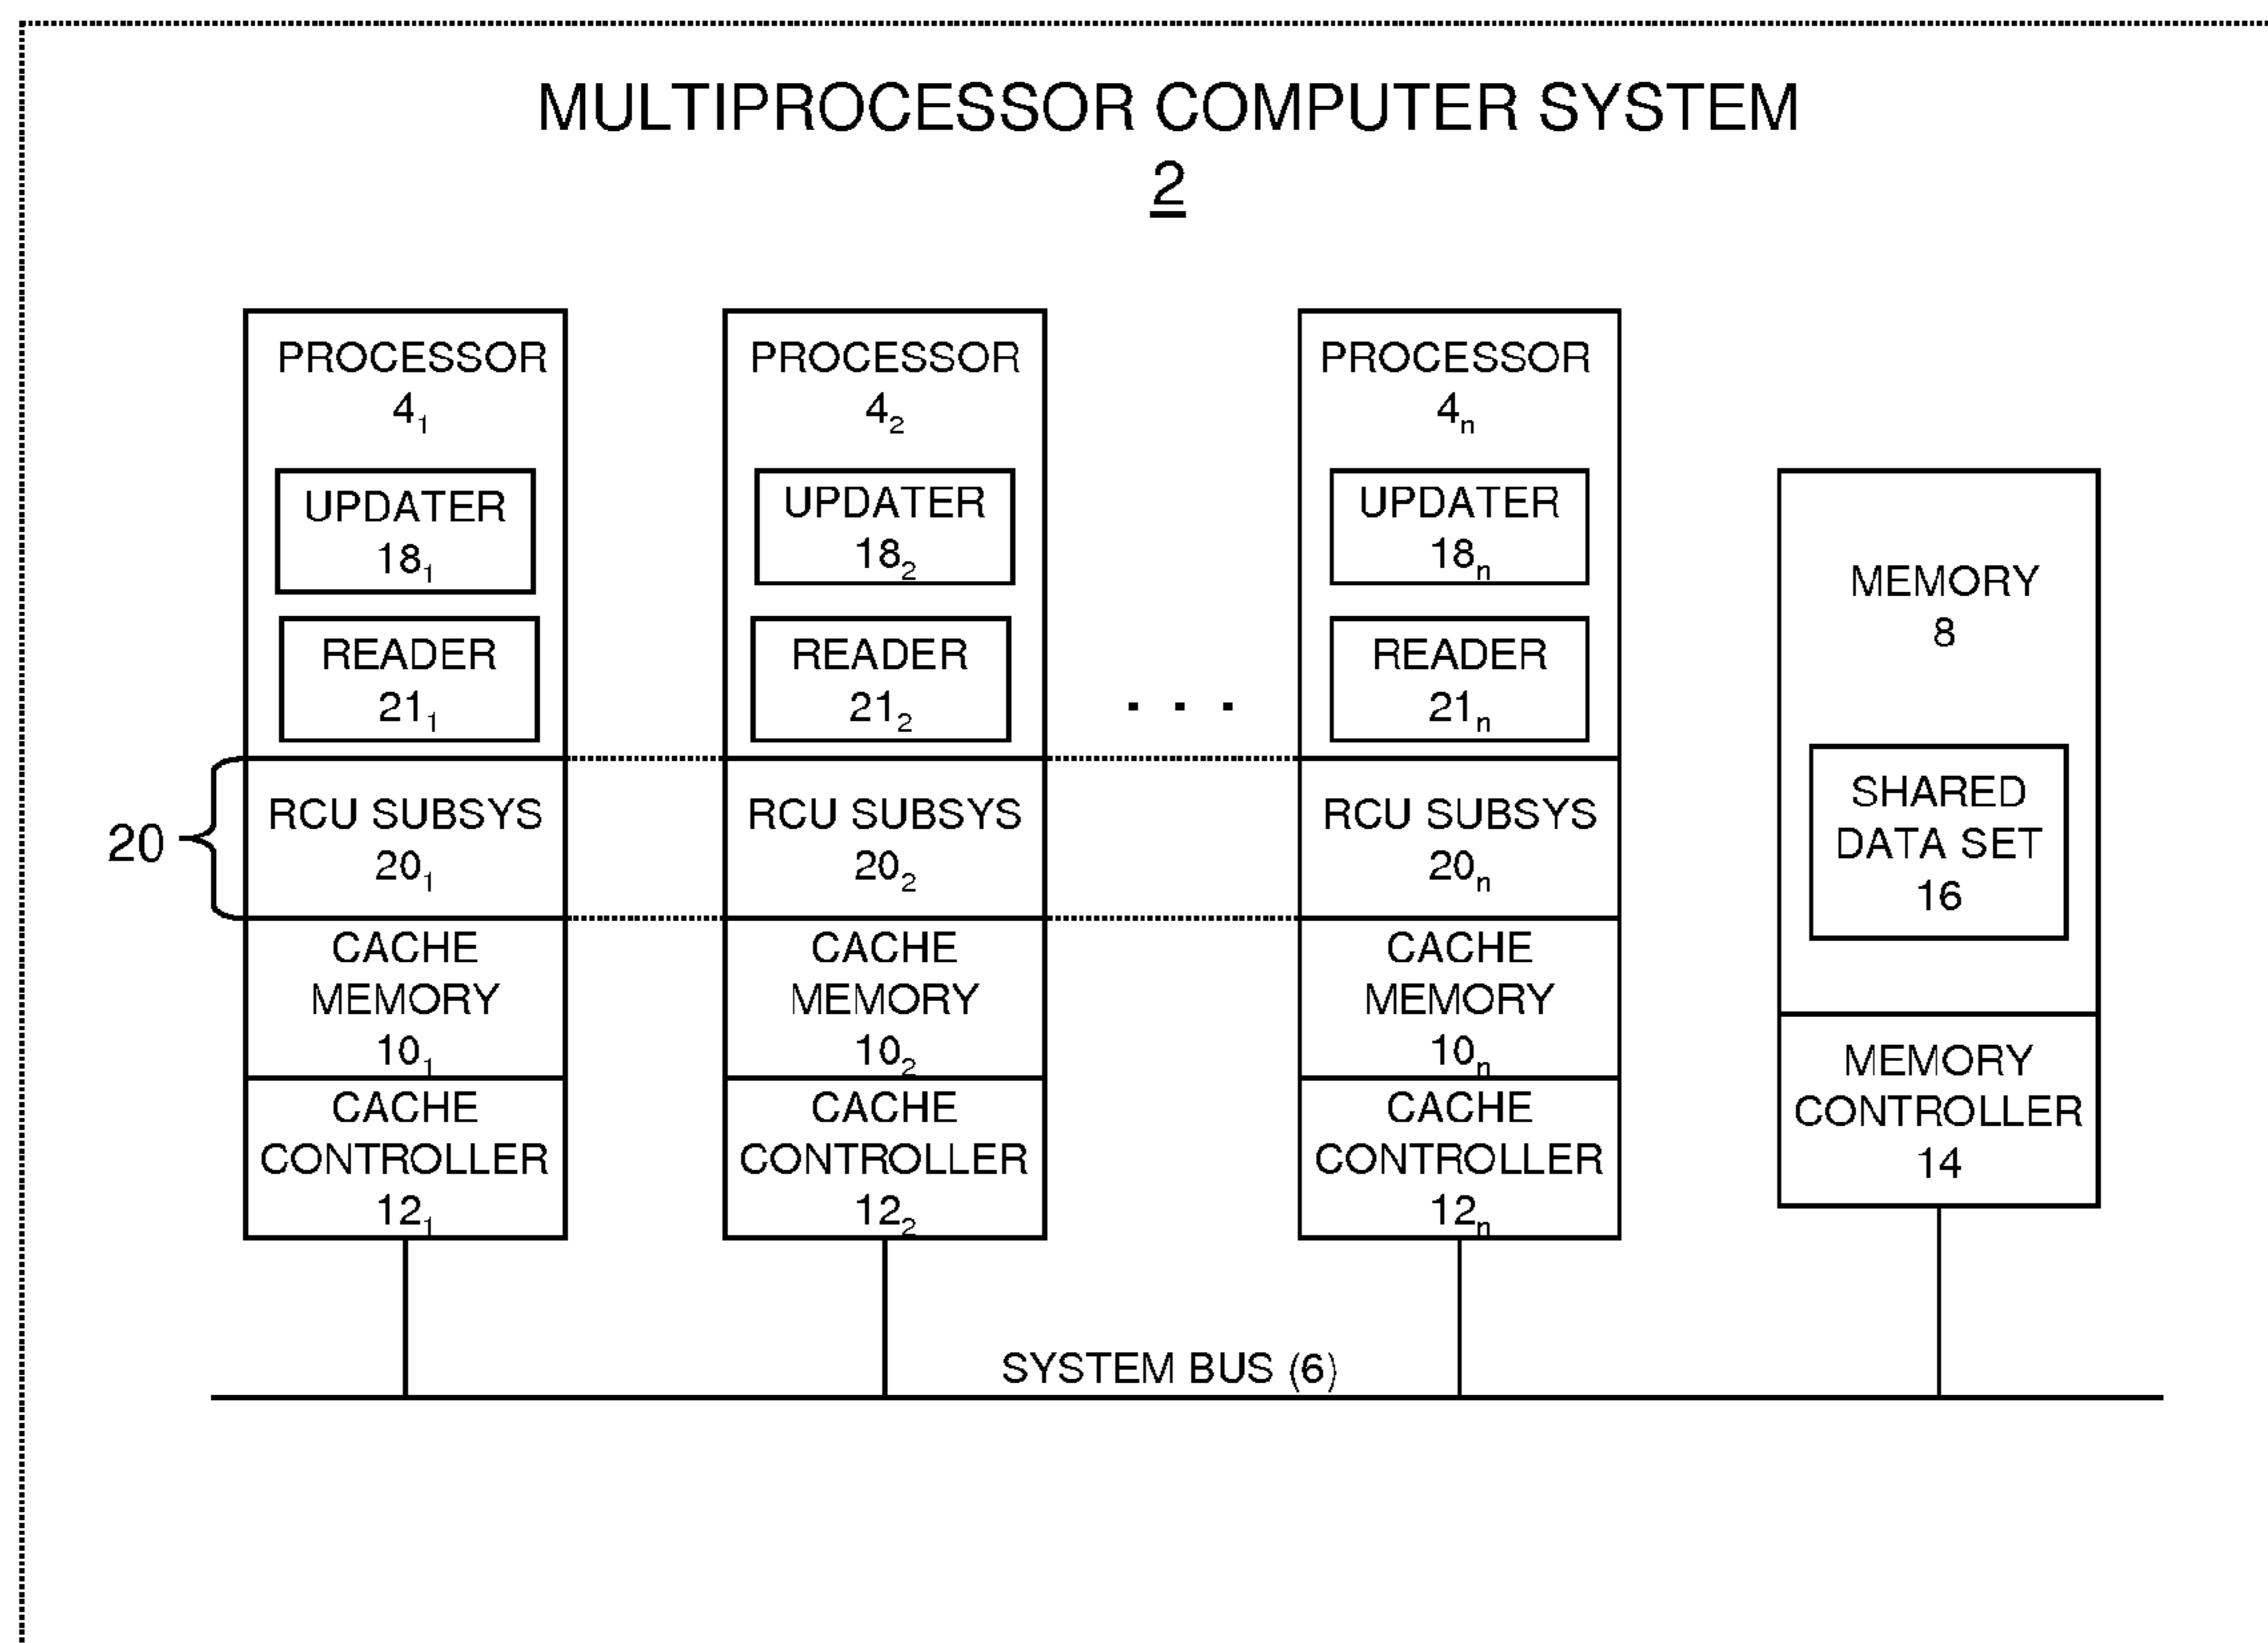 MULTIPROCESSOR COMPUTER SYSTEM
2
PROCESSOR
4₁
UPDATER
18₁
READER
21₁
20
RCU SUBSYS
20₁
CACHE
MEMORY
10₁
CACHE
CONTROLLER
12₁
PROCESSOR
4₂
UPDATER
18₂
READER
21₂
RCU SUBSYS
20₂
CACHE
MEMORY
10₂
CACHE
CONTROLLER
12₂
. . .
PROCESSOR
4ₙ
UPDATER
18ₙ
READER
21ₙ
RCU SUBSYS
20ₙ
CACHE
MEMORY
10ₙ
CACHE
CONTROLLER
12ₙ
MEMORY
8
SHARED
DATA SET
16
MEMORY
CONTROLLER
14
SYSTEM BUS (6)